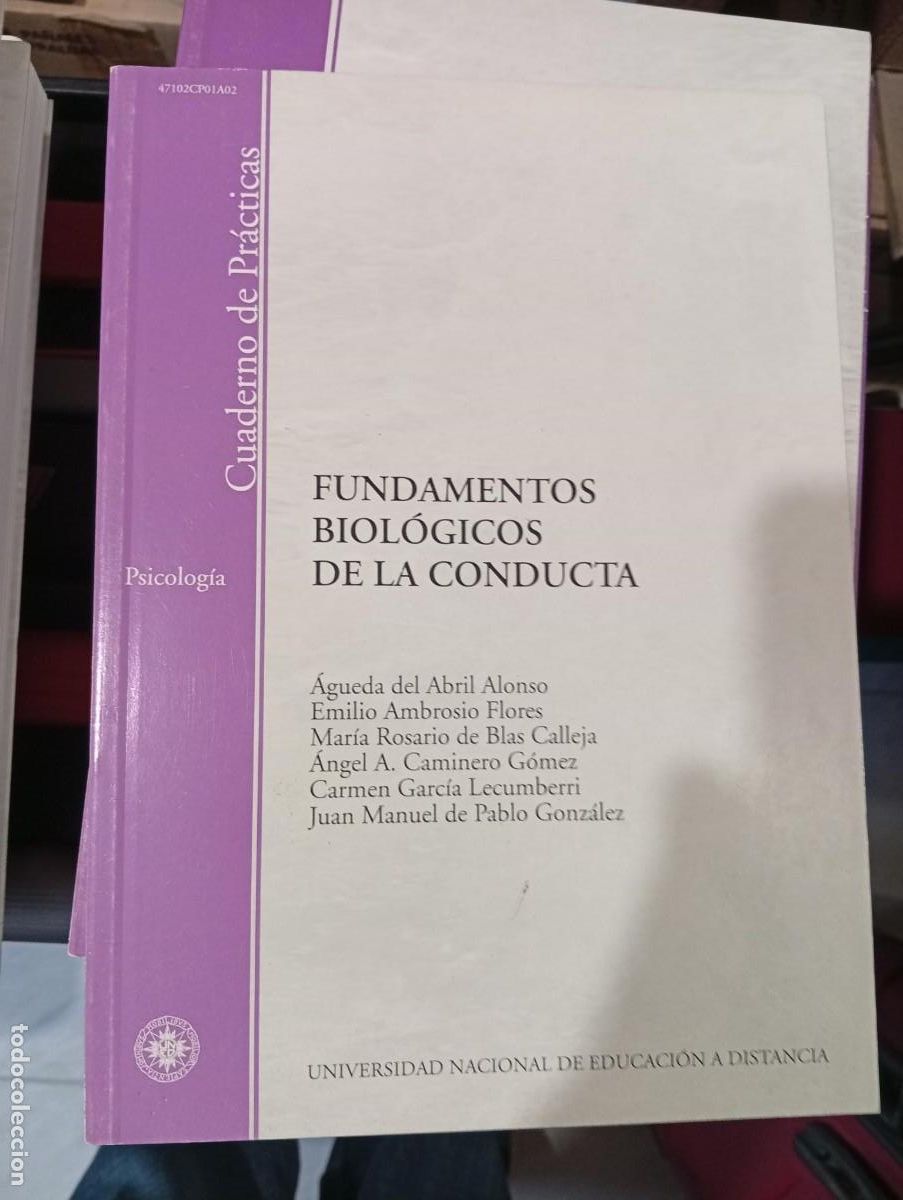 47102CP01A02
Cuaderno de Prácticas
Psicología
FUNDAMENTOS
BIOLÓGICOS
DE LA CONDUCTA
Águeda del Abril Alonso
Emilio Ambrosio Flores
María Rosario de Blas Calleja
Ángel A. Caminero Gómez
Carmen García Lecumberri
Juan Manuel de Pablo González
UNIVERSIDAD NACIONAL DE EDUCACIÓN A DISTANCIA
todocoleccion